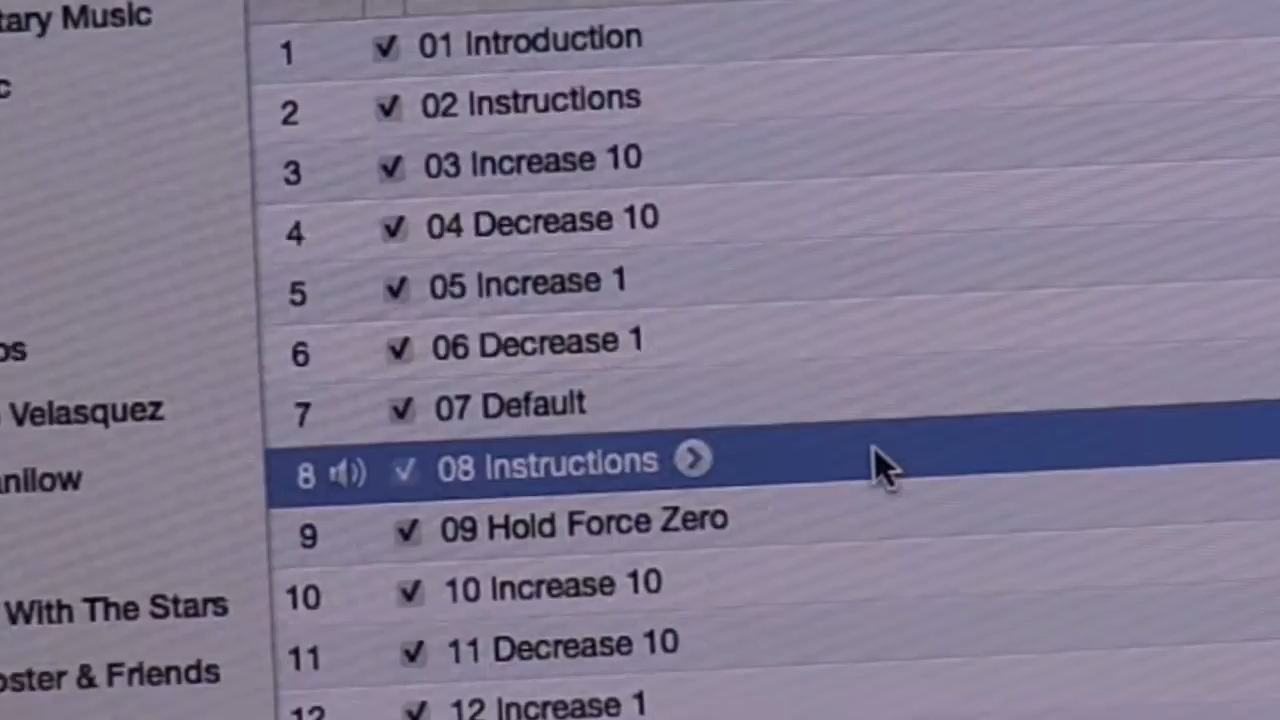 tary Music
1 01 Introduction
c
2 02 Instructions
3 03 Increase 10
4 04 Decrease 10
5 05 Increase 1
os
6 06 Decrease 1
Velasquez
7 07 Default
nilow
8 08 Instructions
9 09 Hold Force Zero
With The Stars
10 10 Increase 10
oster & Friends
11 11 Decrease 10
12 12 Increase 1